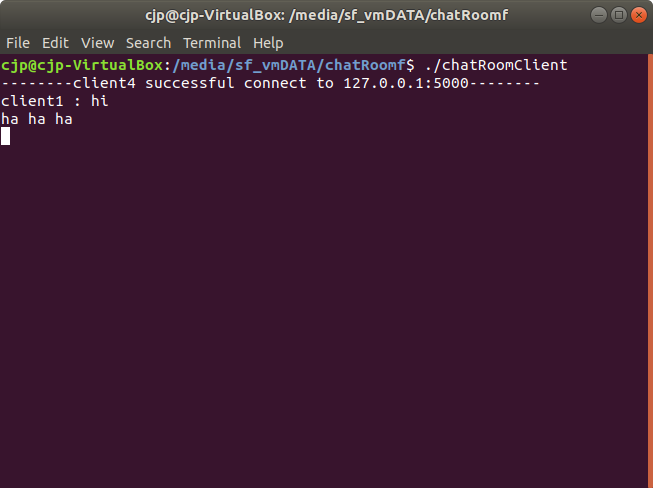 cjp@cjp-VirtualBox: /media/sf_vmDATA/chatRoomf
File Edit View Search Terminal Help
cjp@cjp-VirtualBox:/media/sf_vmDATA/chatRoomf$ ./chatRoomClient
--------client4 successful connect to 127.0.0.1:5000--------
client1 : hi
ha ha ha